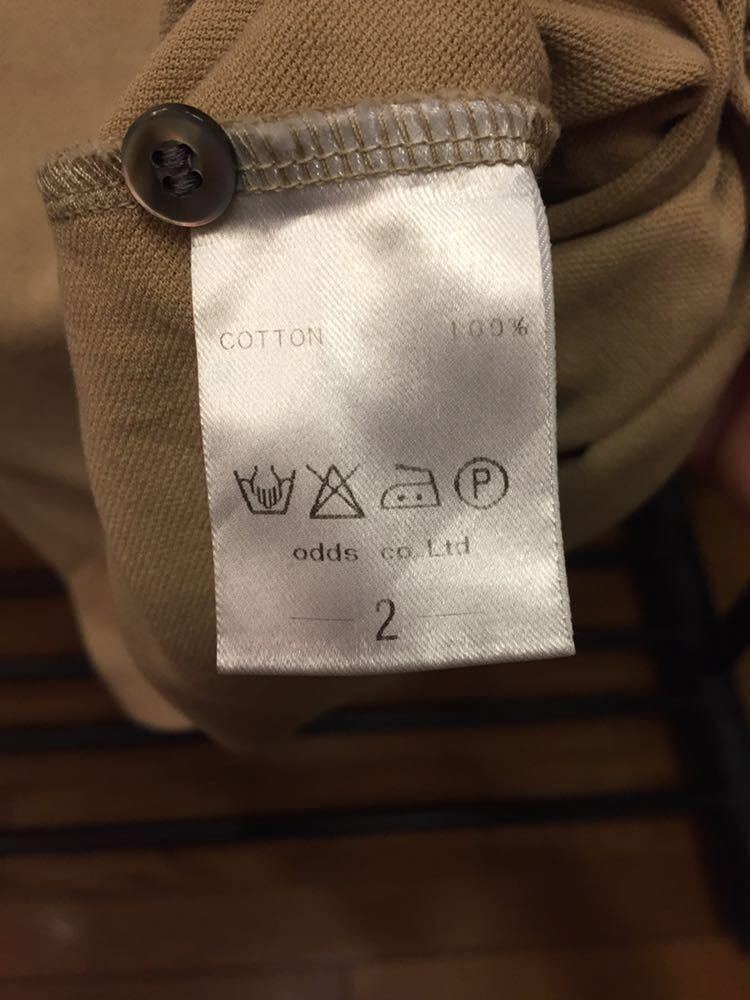 COTTON 100%
P
odds co.Ltd
2